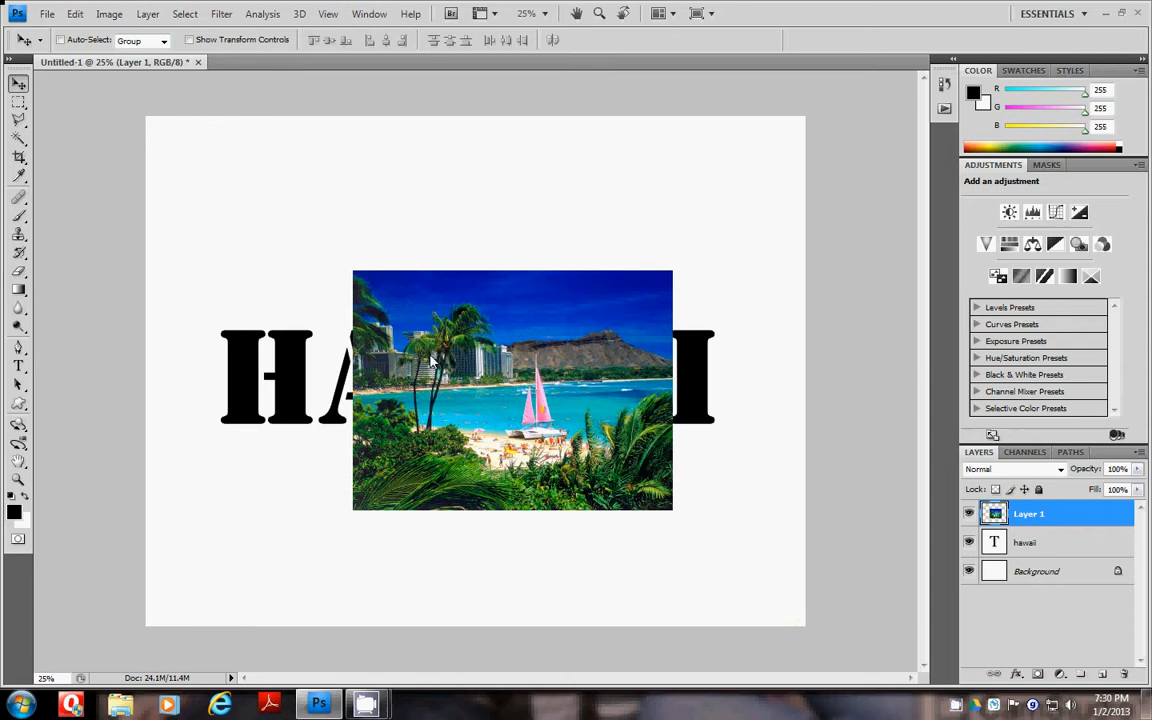 Ps File Edit Image Layer Select Filter Analysis 3D View Window Help Br 25% ESSENTIALS
Auto-Select: Group Show Transform Controls
Untitled-1 @ 25% (Layer 1, RGB/8) *
COLOR SWATCHES STYLES
R 255
G 255
B 255
ADJUSTMENTS MASKS
Add an adjustment
Levels Presets
Curves Presets
Exposure Presets
Hue/Saturation Presets
Black & White Presets
Channel Mixer Presets
Selective Color Presets
HA I
LAYERS CHANNELS PATHS
Normal Opacity: 100%
Lock: Fill: 100%
Layer 1
T hawaii
Background
25% Doc: 24.1M/11.4M
7:30 PM
1/2/2013